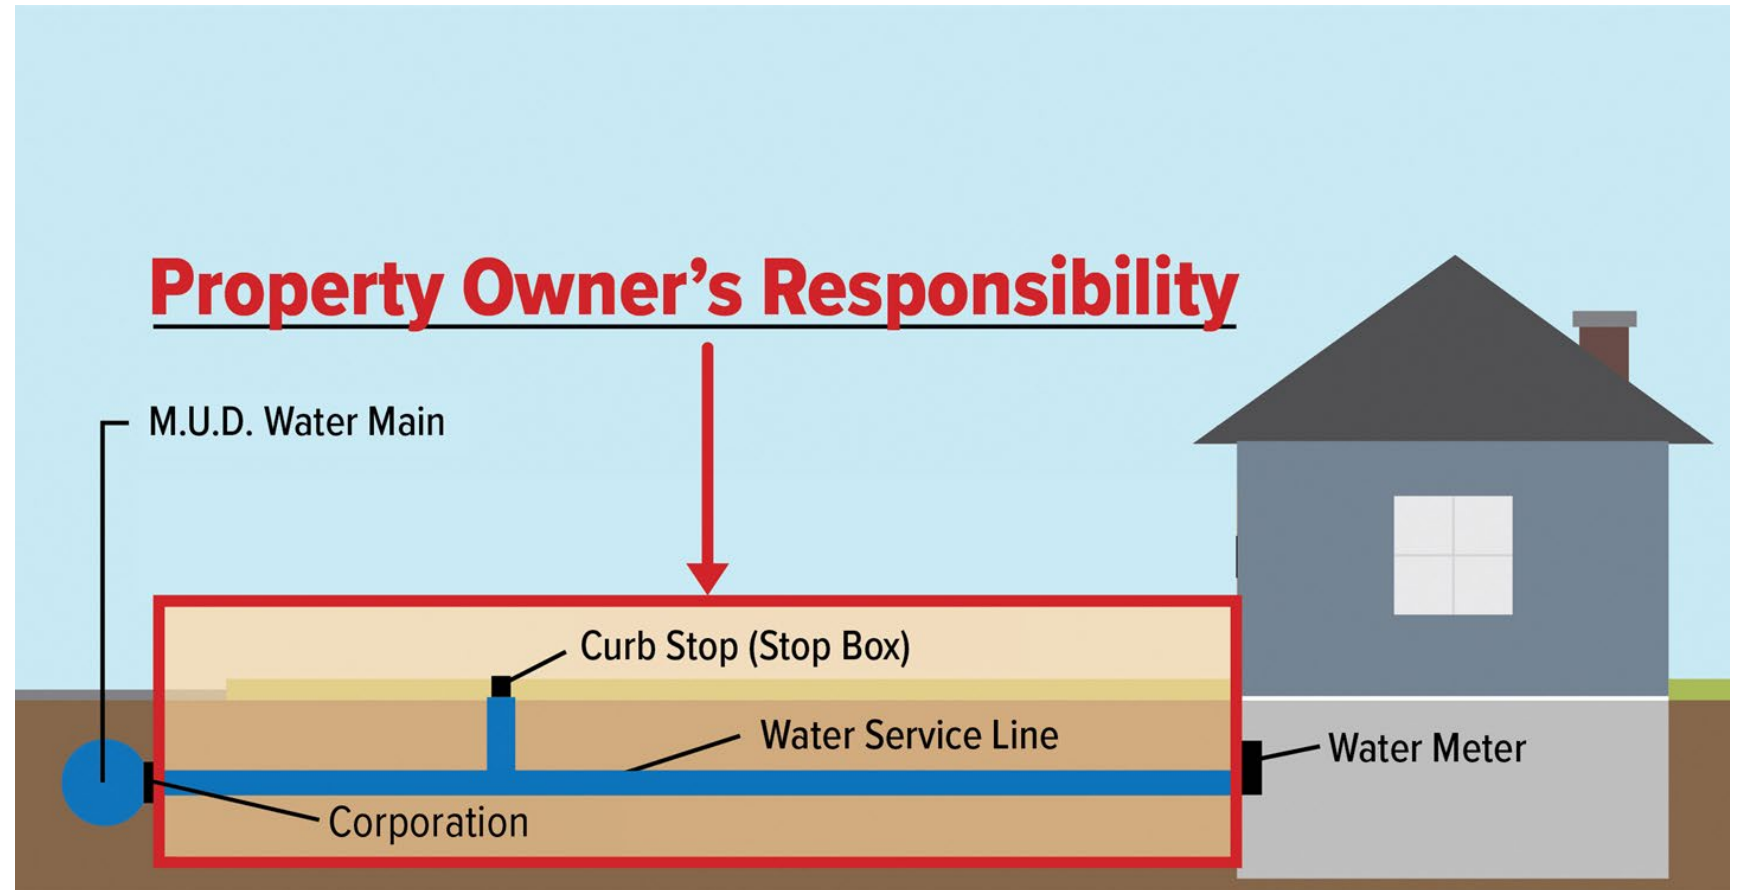 Property Owner’s Responsibility
M.U.D. Water Main
Curb Stop (Stop Box)
Water Service Line
Water Meter
Corporation